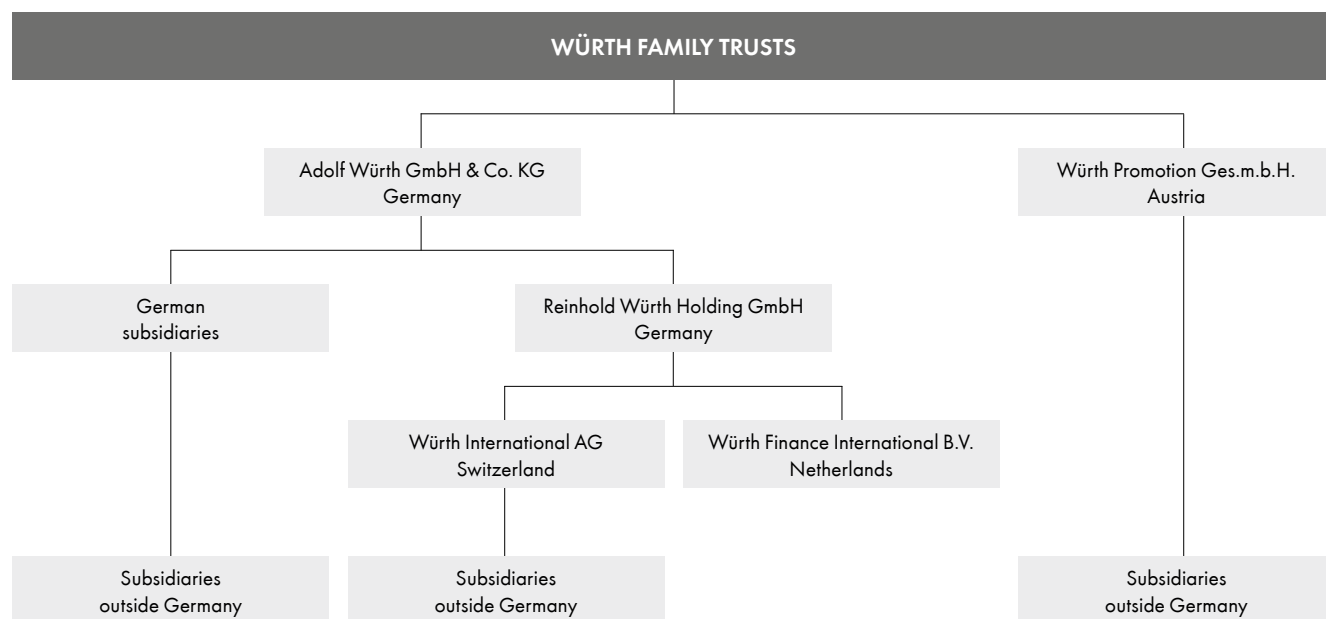 WÜRTH FAMILY TRUSTS
Adolf Würth GmbH & Co. KG
Germany
Würth Promotion Ges.m.b.H.
Austria
German
subsidiaries
Reinhold Würth Holding GmbH
Germany
Würth International AG
Switzerland
Würth Finance International B.V.
Netherlands
Subsidiaries
outside Germany
Subsidiaries
outside Germany
Subsidiaries
outside Germany